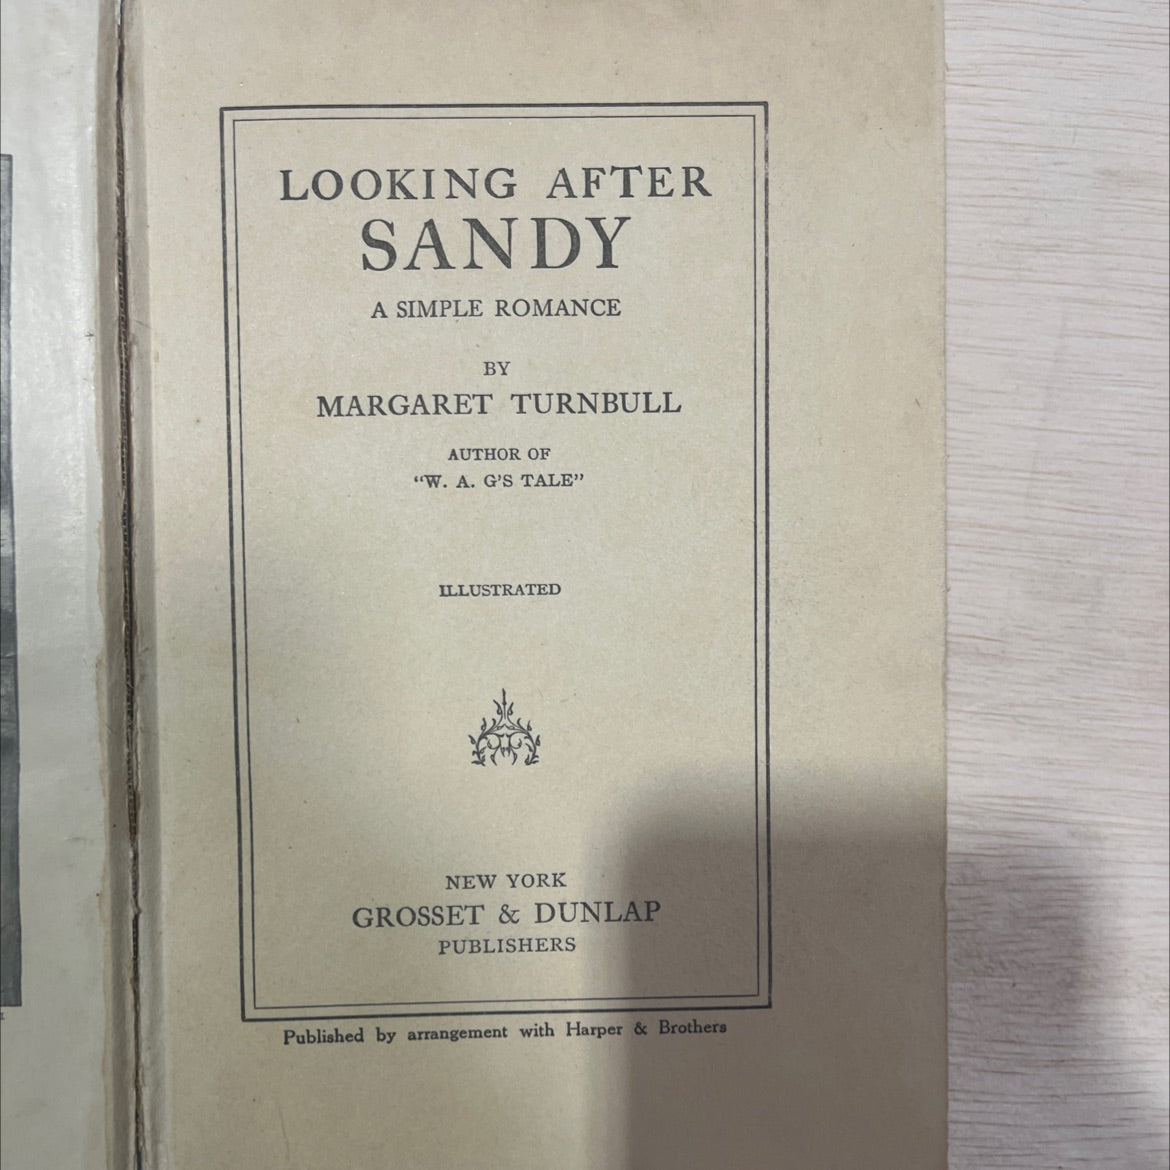 LOOKING AFTER
SANDY
A SIMPLE ROMANCE
BY
MARGARET TURNBULL
AUTHOR OF
“W. A. G’S TALE”
ILLUSTRATED
NEW YORK
GROSSET & DUNLAP
PUBLISHERS
Published by arrangement with Harper & Brothers